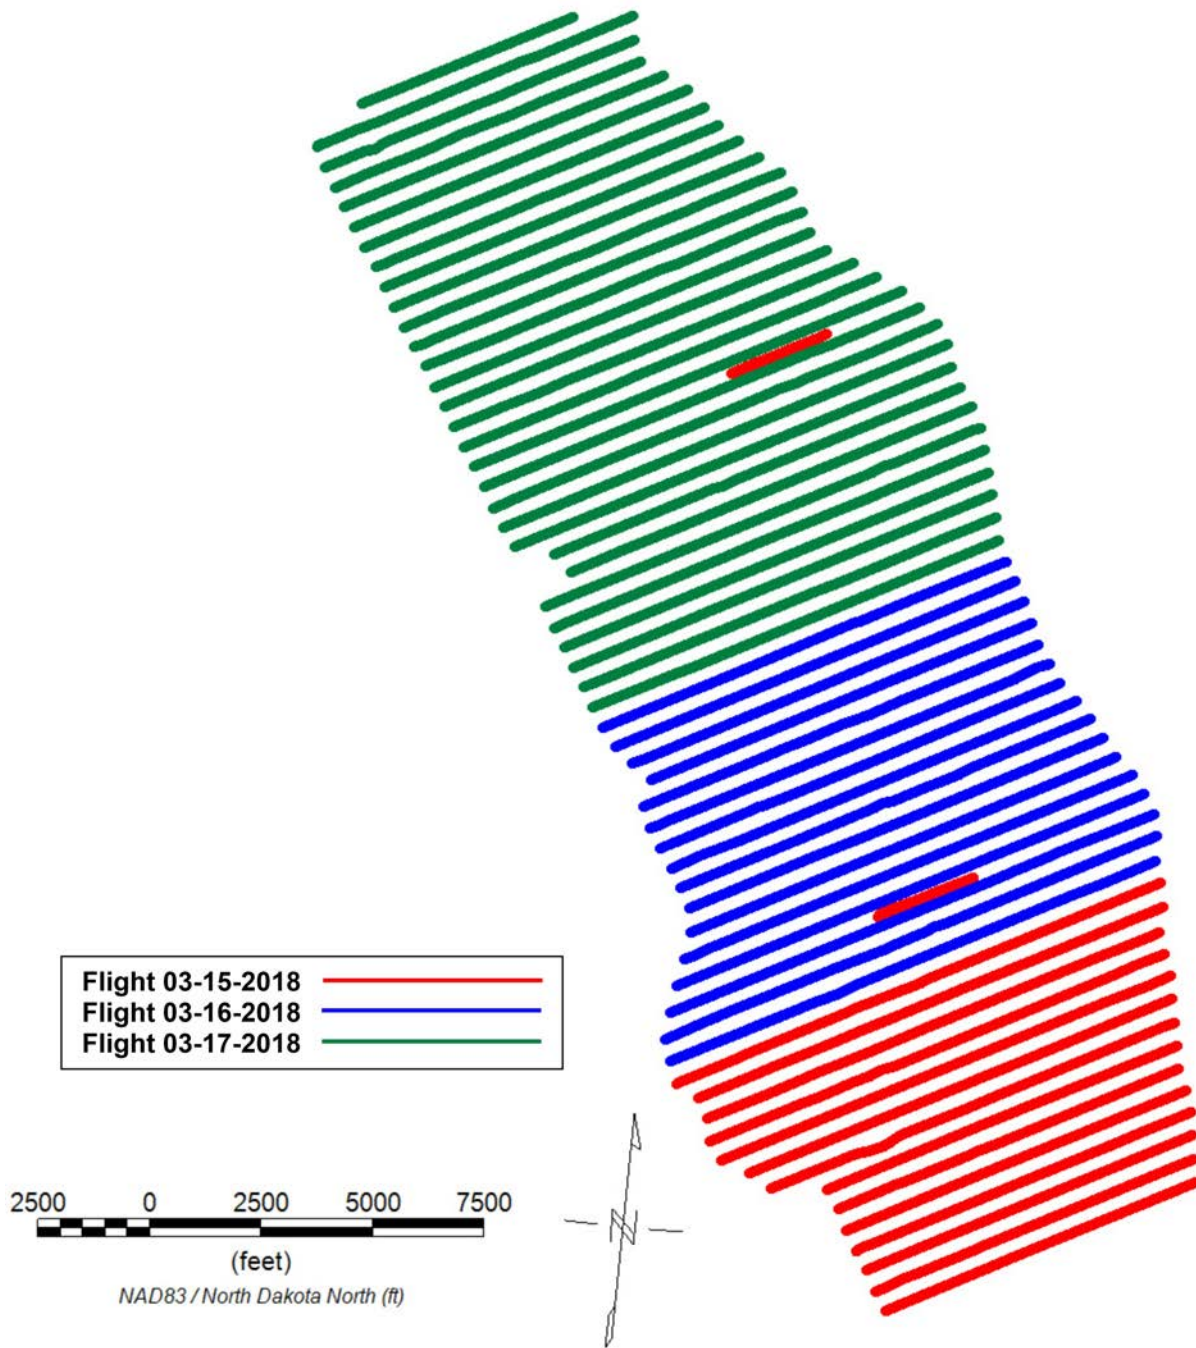 Flight 03-15-2018
Flight 03-16-2018
Flight 03-17-2018
2500 0 2500 5000 7500
(feet)
NAD83 / North Dakota North (ft)
N